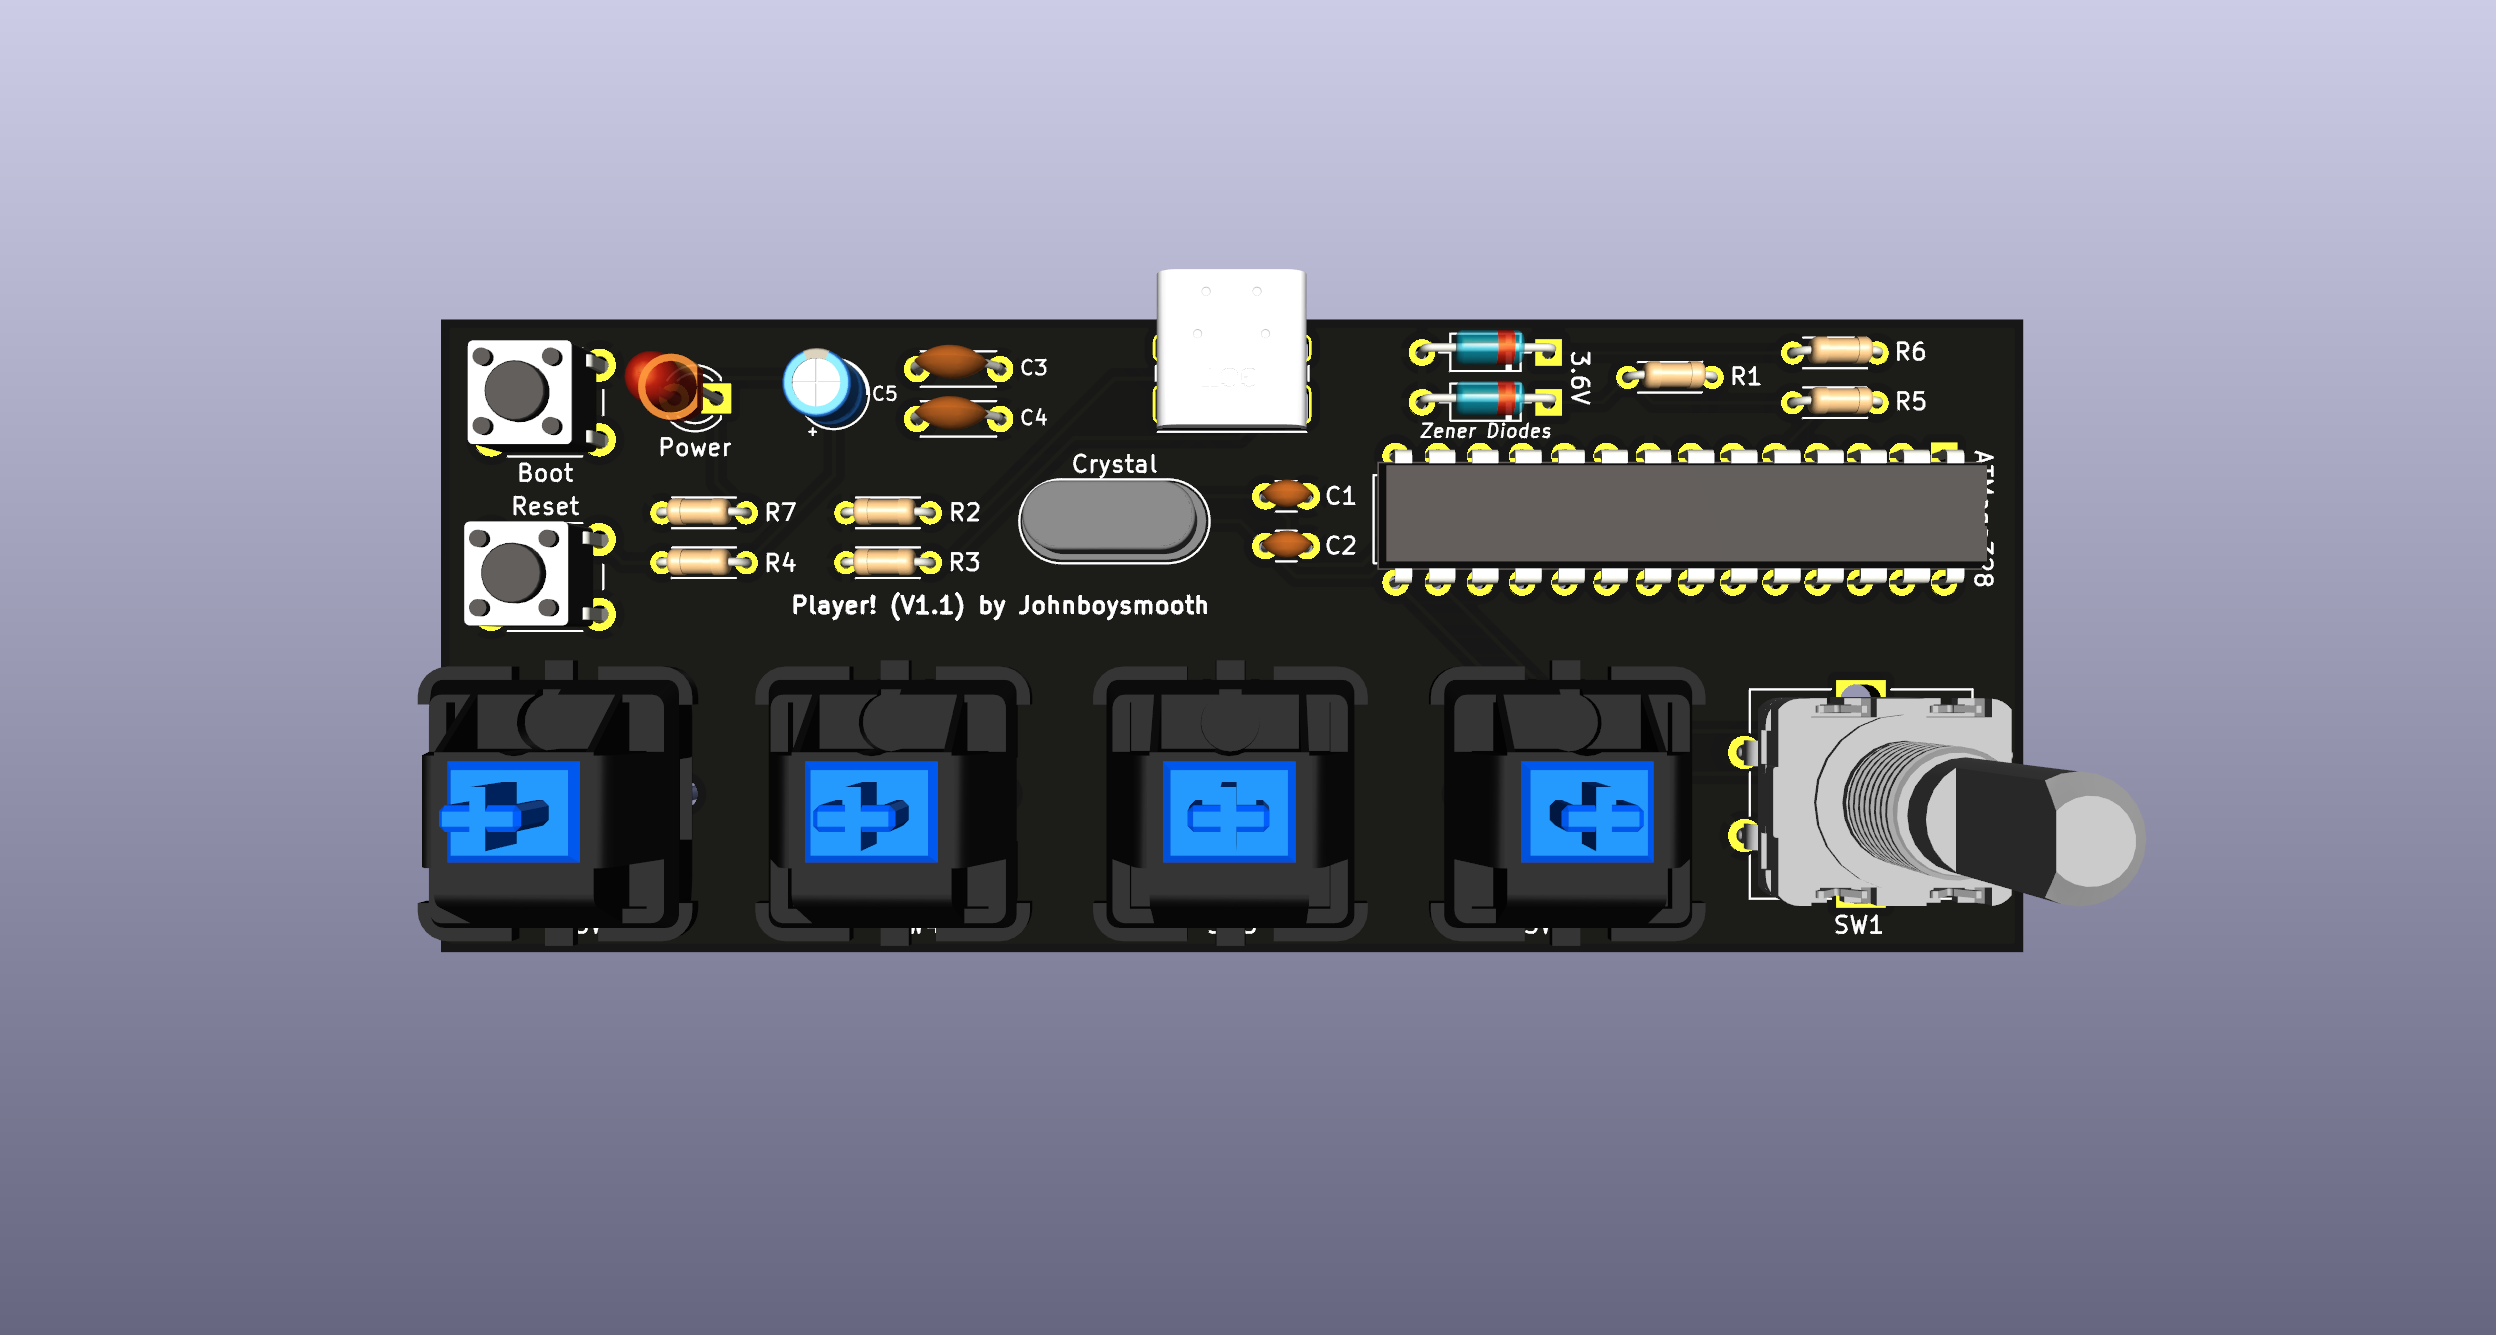 C3
C5
C4
Power
Boot
Reset
R7
R4
R2
R3
Crystal
C1
C2
3.6V
Zener Diodes
R1
R6
R5
Player! (V1.1) by Johnboysmooth
SW1